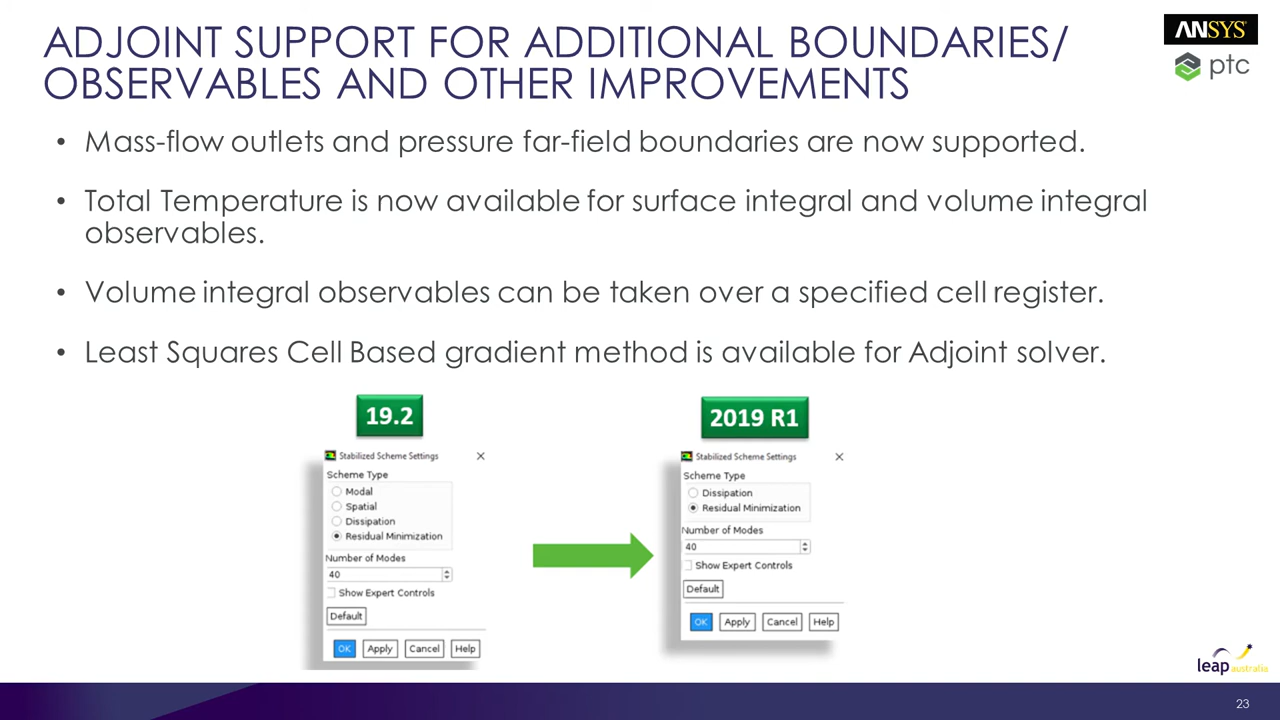 ADJOINT SUPPORT FOR ADDITIONAL BOUNDARIES/
OBSERVABLES AND OTHER IMPROVEMENTS
ANSYS
ptc
• Mass-flow outlets and pressure far-field boundaries are now supported.
• Total Temperature is now available for surface integral and volume integral
observables.
• Volume integral observables can be taken over a specified cell register.
• Least Squares Cell Based gradient method is available for Adjoint solver.
19.2
Stabilized Scheme Settings
Scheme Type
Modal
Spatial
Dissipation
Residual Minimization
Number of Modes
40
Show Expert Controls
Default
OK Apply Cancel Help
2019 R1
Stabilized Scheme Settings
Scheme Type
Dissipation
Residual Minimization
Number of Modes
40
Show Expert Controls
Default
OK Apply Cancel Help
leap australia
23